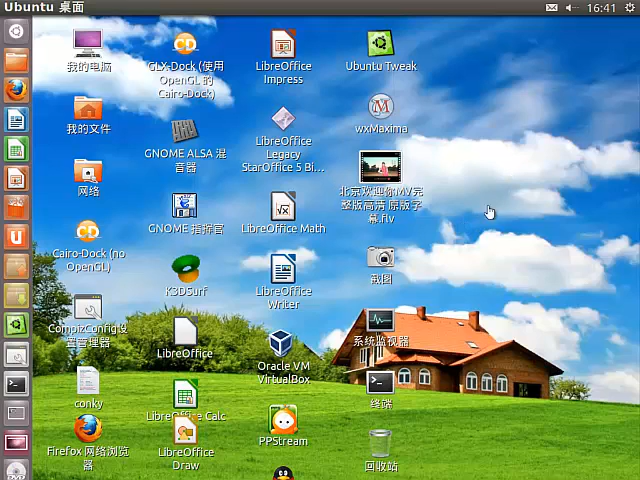 Ubuntu 桌面
16:41
我的电脑
我的文件
网络
Cairo-Dock (no
OpenGL)
CompizConfig设
置管理器
conky
Firefox 网络浏览
器
GLX-Dock (使用
OpenGL 的
Cairo-Dock)
GNOME ALSA 混
音器
GNOME 指挥官
K3DSurf
LibreOffice
LibreOffice Calc
LibreOffice
Draw
LibreOffice
Impress
LibreOffice
Legacy
StarOffice 5 Bi...
LibreOffice Math
LibreOffice
Writer
Oracle VM
VirtualBox
PPStream
Ubuntu Tweak
wxMaxima
北京欢迎你MV完
整版高清 原版字
幕.flv
截图
系统监视器
终端
回收站